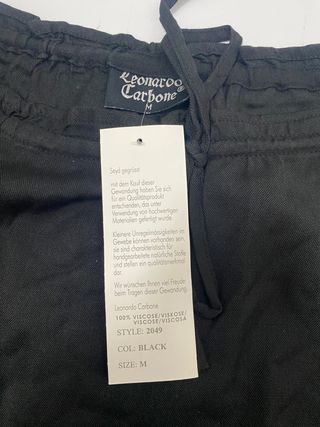 Leonardo
Carbone
M
Seyd gegrüsst
mit dem Kauf dieser
Gewandung haben Sie sich
für ein Qualitätsprodukt
entschieden, das unter
Verwendung von hochwertigen
Materialien gefertigt wurde.
Kleinere Unregelmässigkeiten im
Gewebe können vorhanden sein,
sie sind charakteristisch für
handgearbeitete natürliche Stoffe
und stellen ein qualitätsmerkmal
dar.
Wir wünschen Ihnen viel Freude
beim Tragen dieser Gewandung.
Leonardo Carbone
100% VISCOSE/VISKOSE/
VISCOSE/VISCOSA
STYLE: 2049
COL: BLACK
SIZE: M